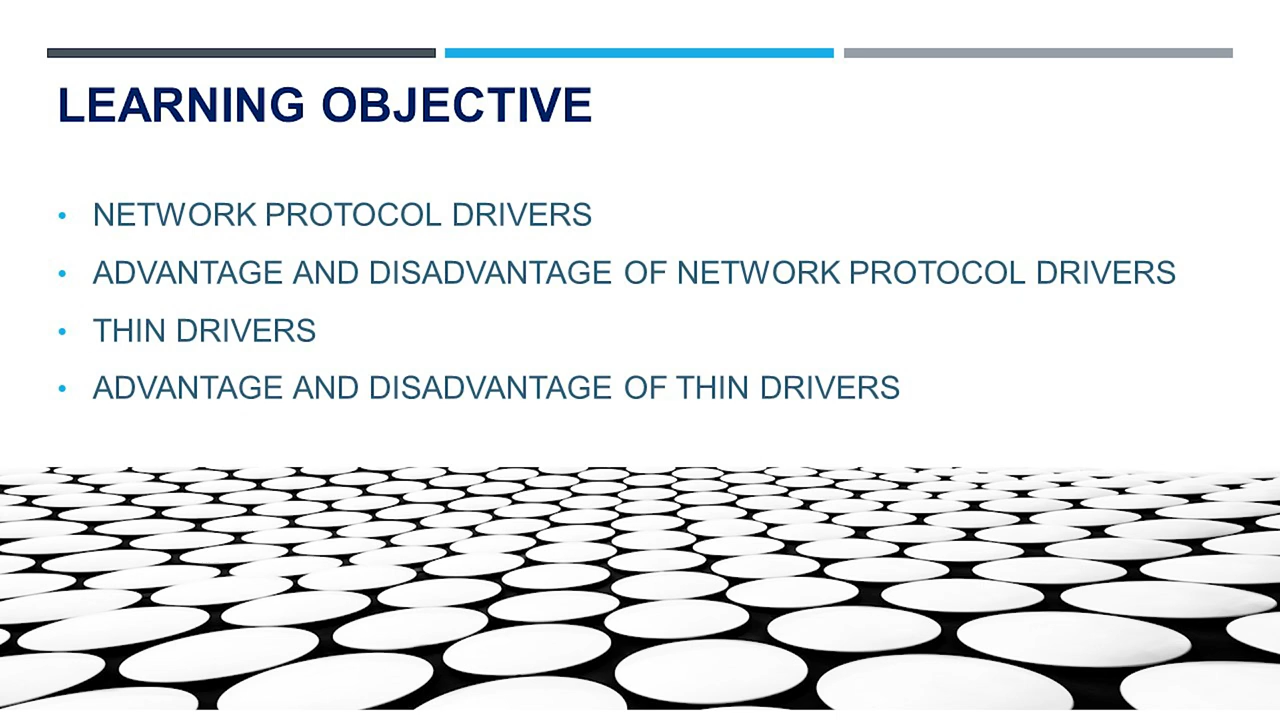 LEARNING OBJECTIVE
• NETWORK PROTOCOL DRIVERS
• ADVANTAGE AND DISADVANTAGE OF NETWORK PROTOCOL DRIVERS
• THIN DRIVERS
• ADVANTAGE AND DISADVANTAGE OF THIN DRIVERS